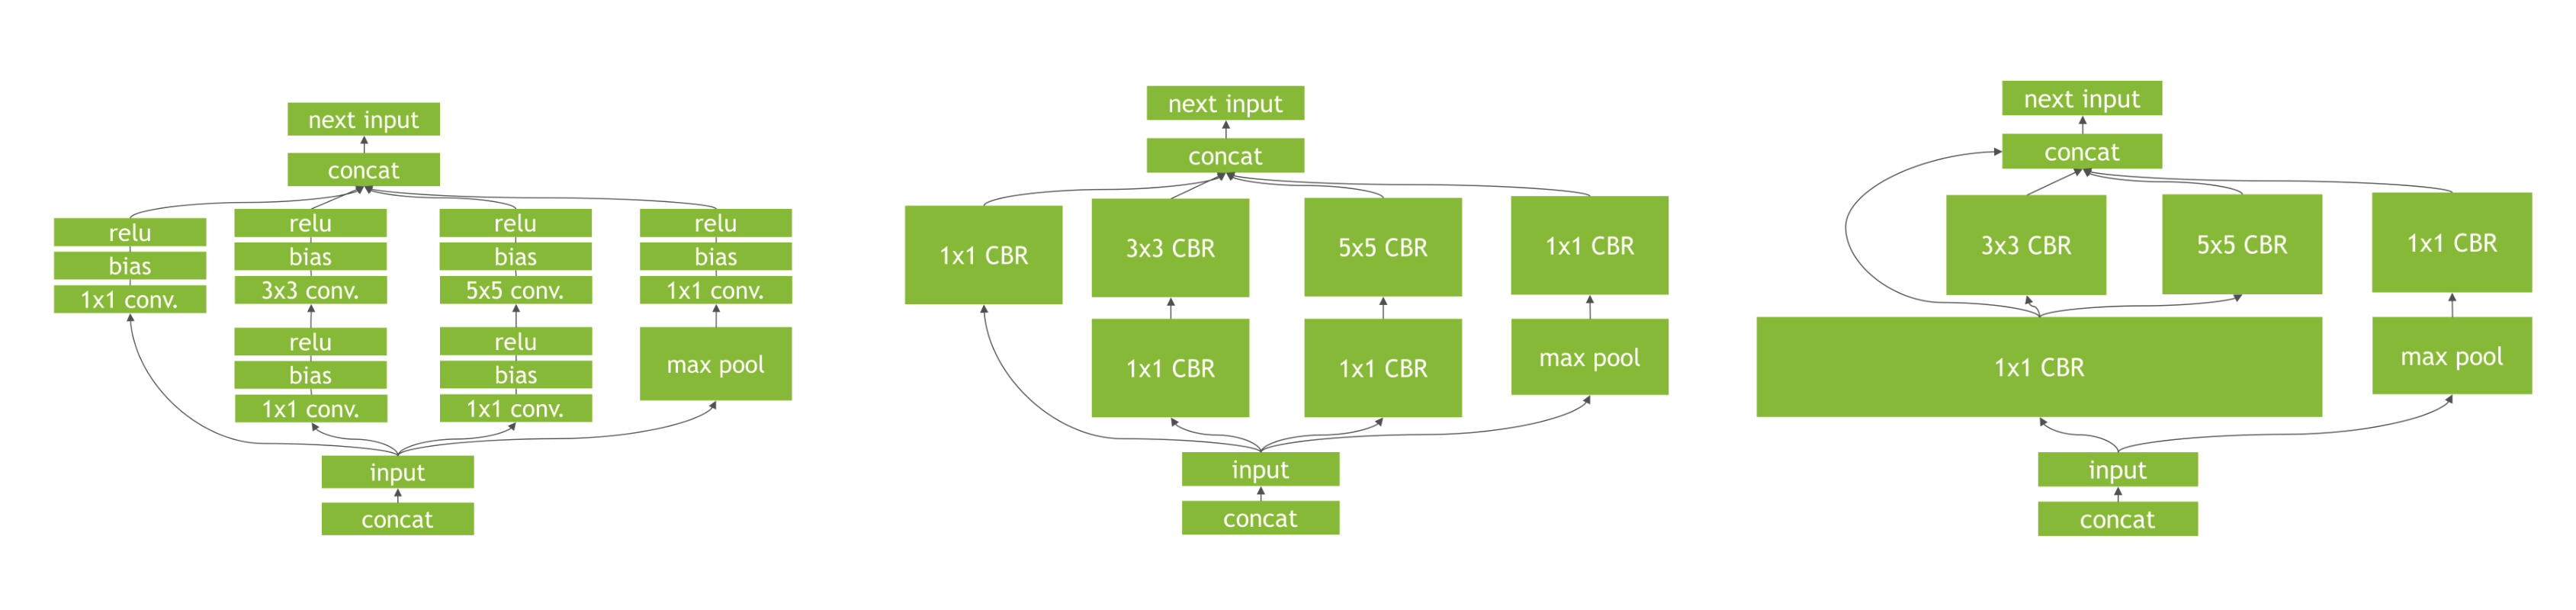 next input
concat
relu
bias
1x1 conv.
relu
bias
3x3 conv.
relu
bias
1x1 conv.
relu
bias
5x5 conv.
relu
bias
1x1 conv.
relu
bias
1x1 conv.
max pool
input
concat
next input
concat
1x1 CBR
3x3 CBR
5x5 CBR
1x1 CBR
1x1 CBR
1x1 CBR
max pool
input
concat
next input
concat
3x3 CBR
5x5 CBR
1x1 CBR
1x1 CBR
max pool
input
concat